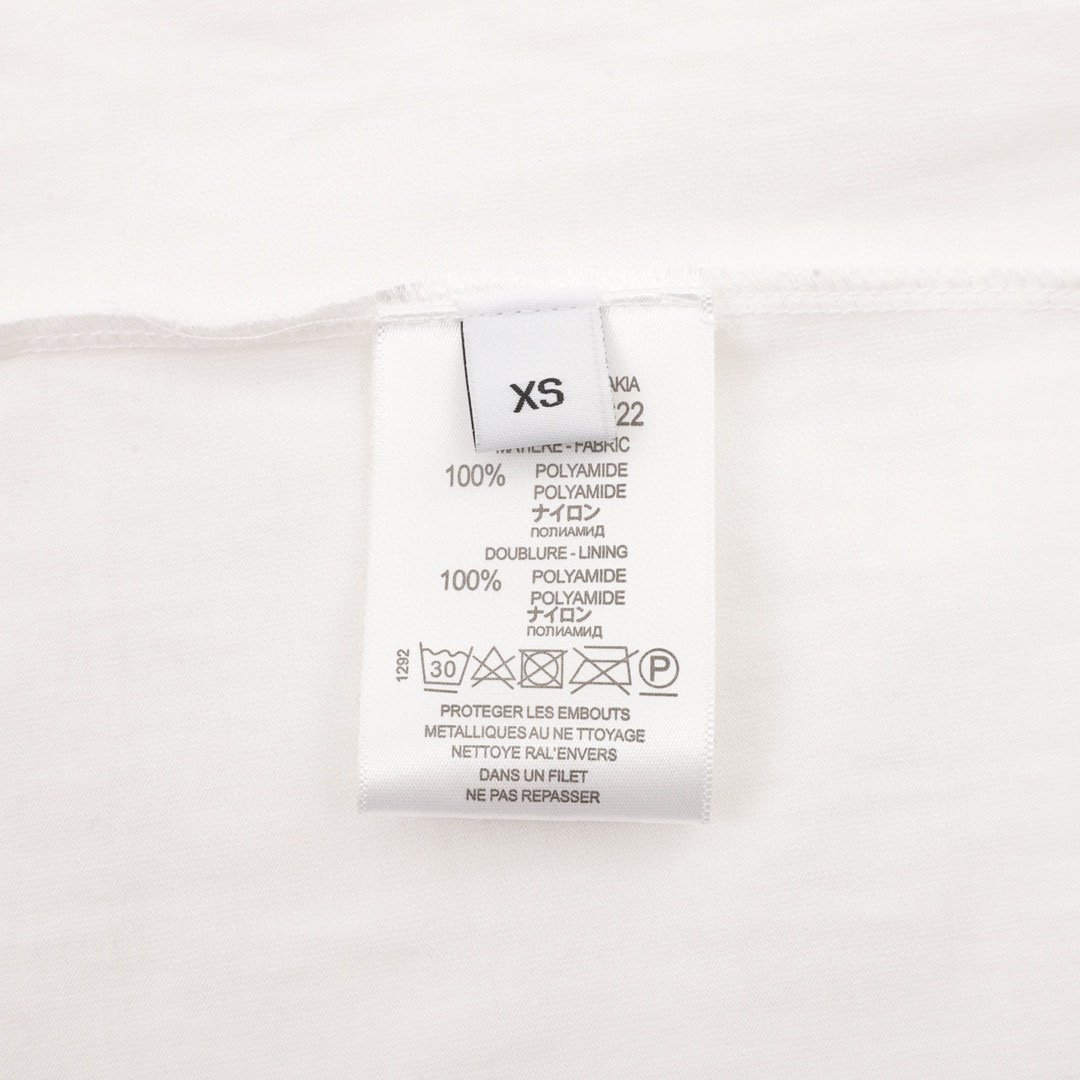 XS
AKIA
22
MATIERE - FABRIC
100% POLYAMIDE
POLYAMIDE
ナイロン
ПОЛИАМИД
DOUBLURE - LINING
100% POLYAMIDE
POLYAMIDE
ナイロン
ПОЛИАМИД
1292
30
P
PROTEGER LES EMBOUTS
METALLIQUES AU NE TTOYAGE
NETTOYE RAL'ENVERS
DANS UN FILET
NE PAS REPASSER